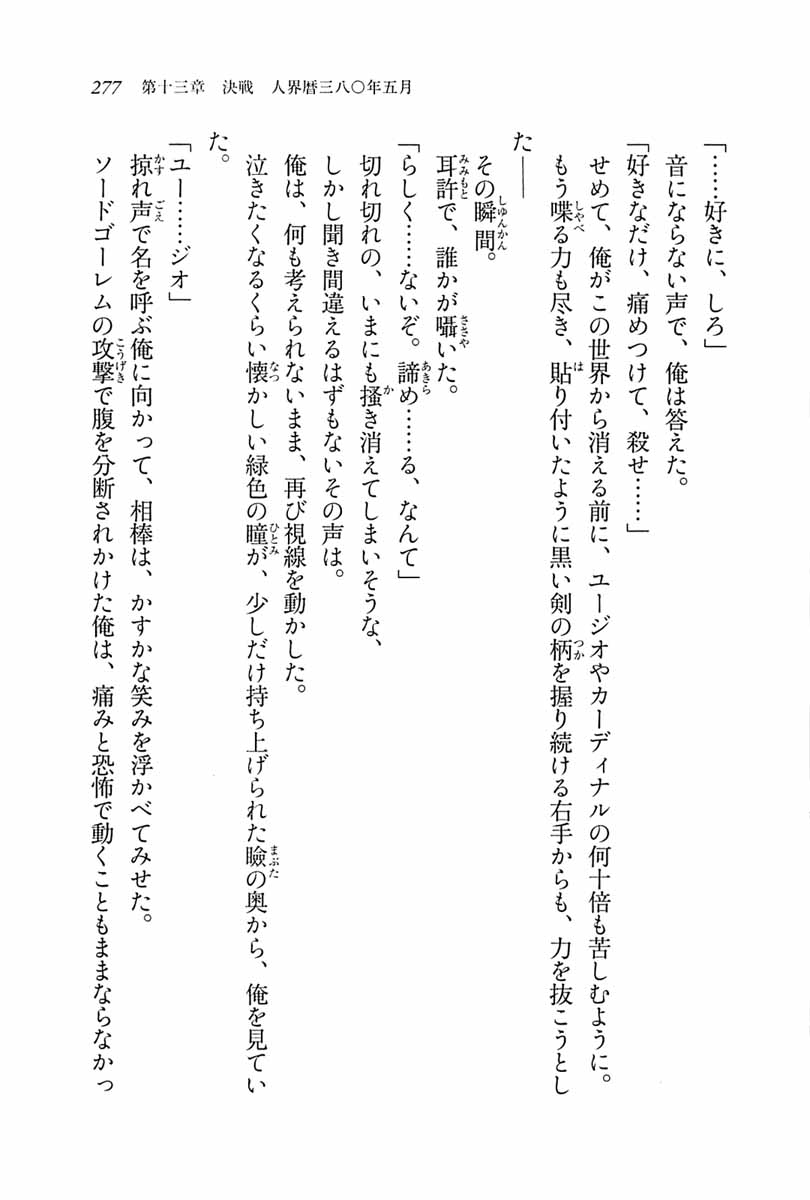 277 第十三章 決戦 人界暦三八〇年五月
「……好きに、しろ」
音にならない声で、俺は答えた。
「好きなだけ、痛めつけて、殺せ……」
せめて、俺がこの世界から消える前に、ユージオやカーディナルの何十倍も苦しむように。
もう喋る力も尽き、貼り付いたように黒い剣の柄を握り続ける右手からも、力を抜こうとし
た――
その瞬間。
耳許で、誰かが囁いた。
「らしく……ないぞ。諦め……る、なんて」
切れ切れの、いまにも掻き消えてしまいそうな、
しかし聞き間違えるはずもないその声は。
俺は、何も考えられないまま、再び視線を動かした。
泣きたくなるくらい懐かしい緑色の瞳が、少しだけ持ち上げられた瞼の奥から、俺を見てい
た。
「ユー……ジオ」
掠れ声で名を呼ぶ俺に向かって、相棒は、かすかな笑みを浮かべてみせた。
ソードゴーレムの攻撃で腹を分断されかけた俺は、痛みと恐怖で動くこともままならなかっ